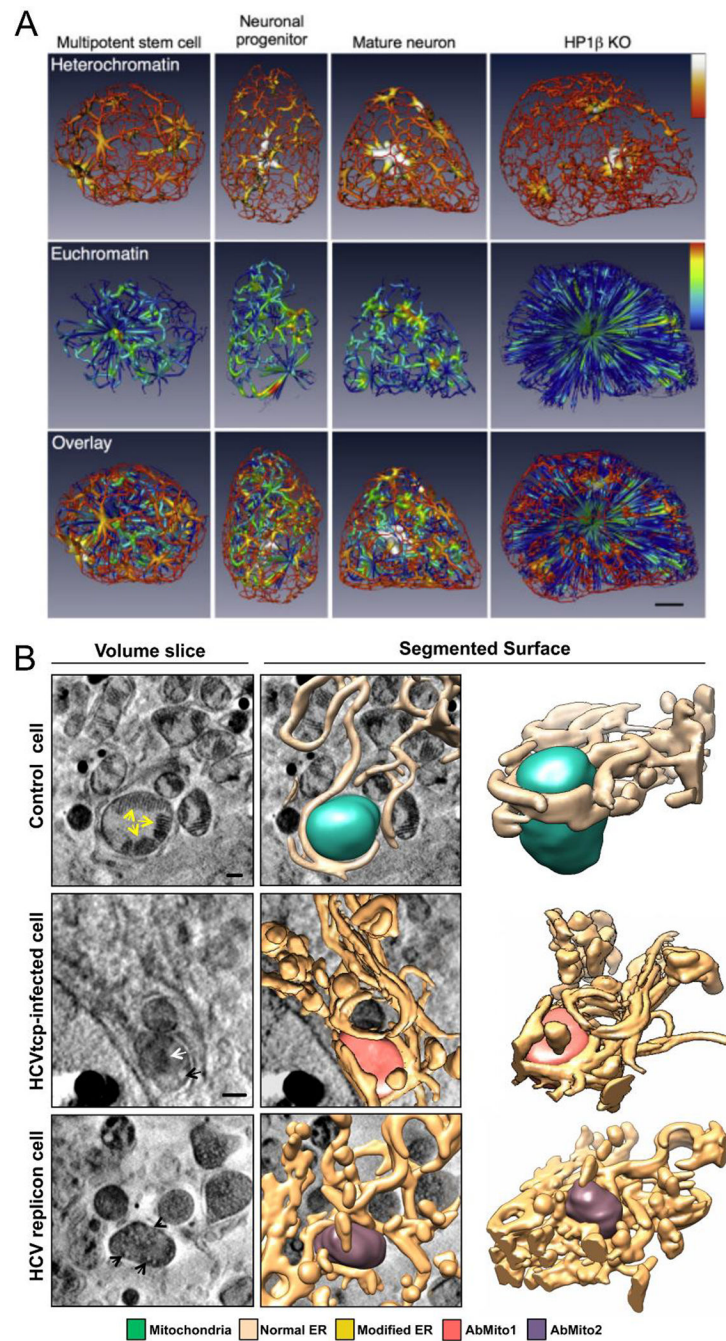 A
Multipotent stem cell
Neuronal
progenitor
Mature neuron
HP1β KO
Heterochromatin
Euchromatin
Overlay
B
Volume slice
Segmented Surface
Control cell
HCVtcp-infected cell
HCV replicon cell
Mitochondria
Normal ER
Modified ER
AbMito1
AbMito2